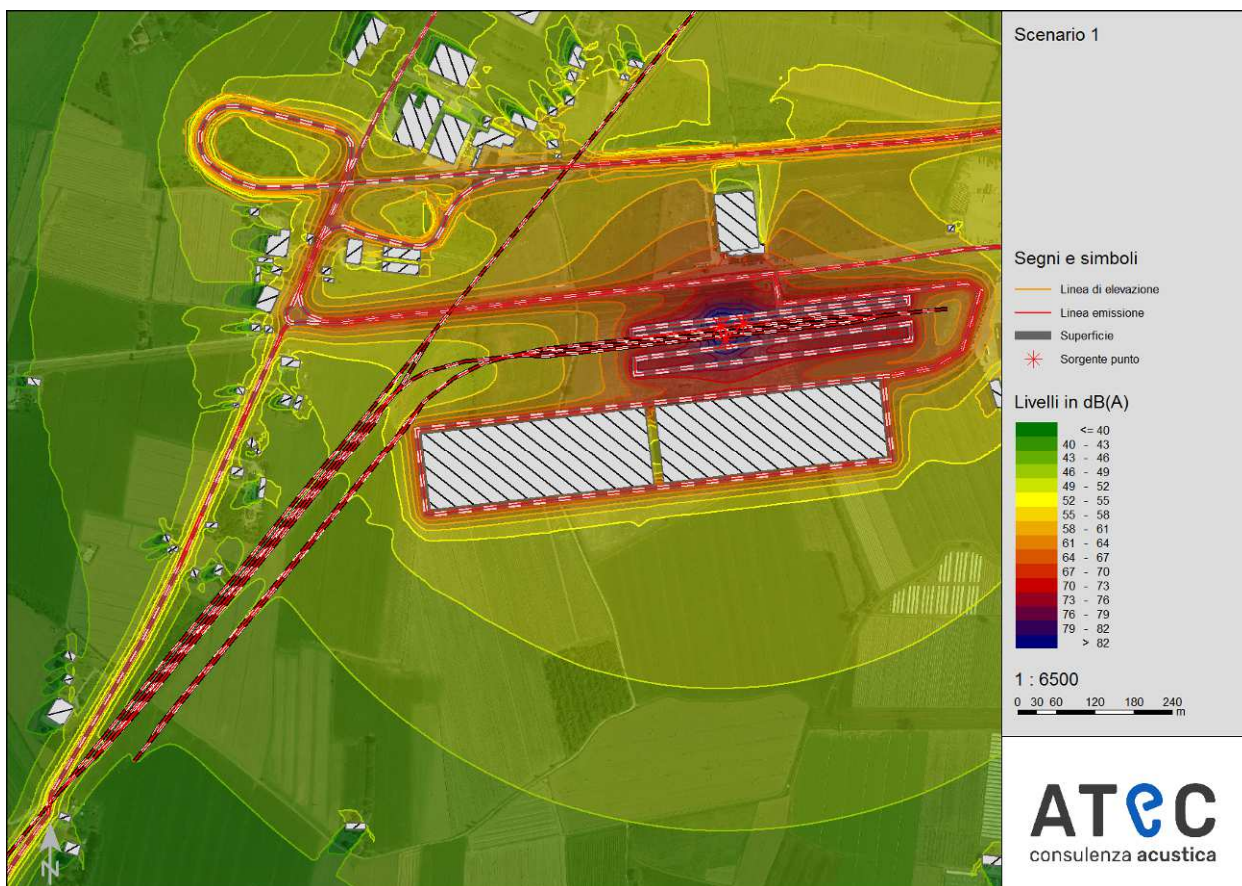 Scenario 1
Segni e simboli
Linea di elevazione
Linea emissione
Superficie
Sorgente punto
Livelli in dB(A)
<= 40
40 - 43
43 - 46
46 - 49
49 - 52
52 - 55
55 - 58
58 - 61
61 - 64
64 - 67
67 - 70
70 - 73
73 - 76
76 - 79
79 - 82
> 82
1 : 6500
0 30 60 120 180 240
m
ATeC
consulenza acustica
N